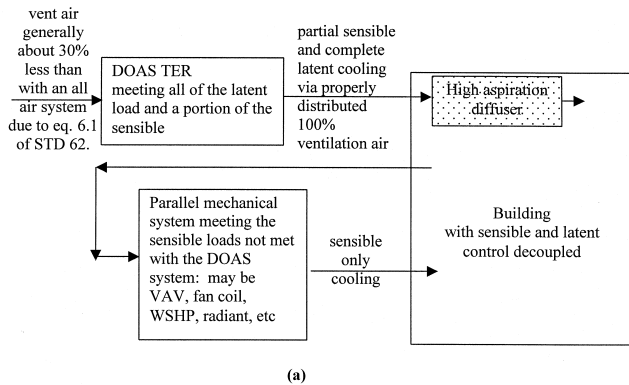 vent air
generally
about 30%
less than
with an all
air system
due to eq. 6.1
of STD 62.
DOAS TER
meeting all of the latent
load and a portion of the
sensible
partial sensible
and complete
latent cooling
via properly
distributed
100%
ventilation air
High aspiration
diffuser
Parallel mechanical
system meeting the
sensible loads not met
with the DOAS
system: may be
VAV, fan coil,
WSHP, radiant, etc
sensible
only
cooling
Building
with sensible and latent
control decoupled
(a)